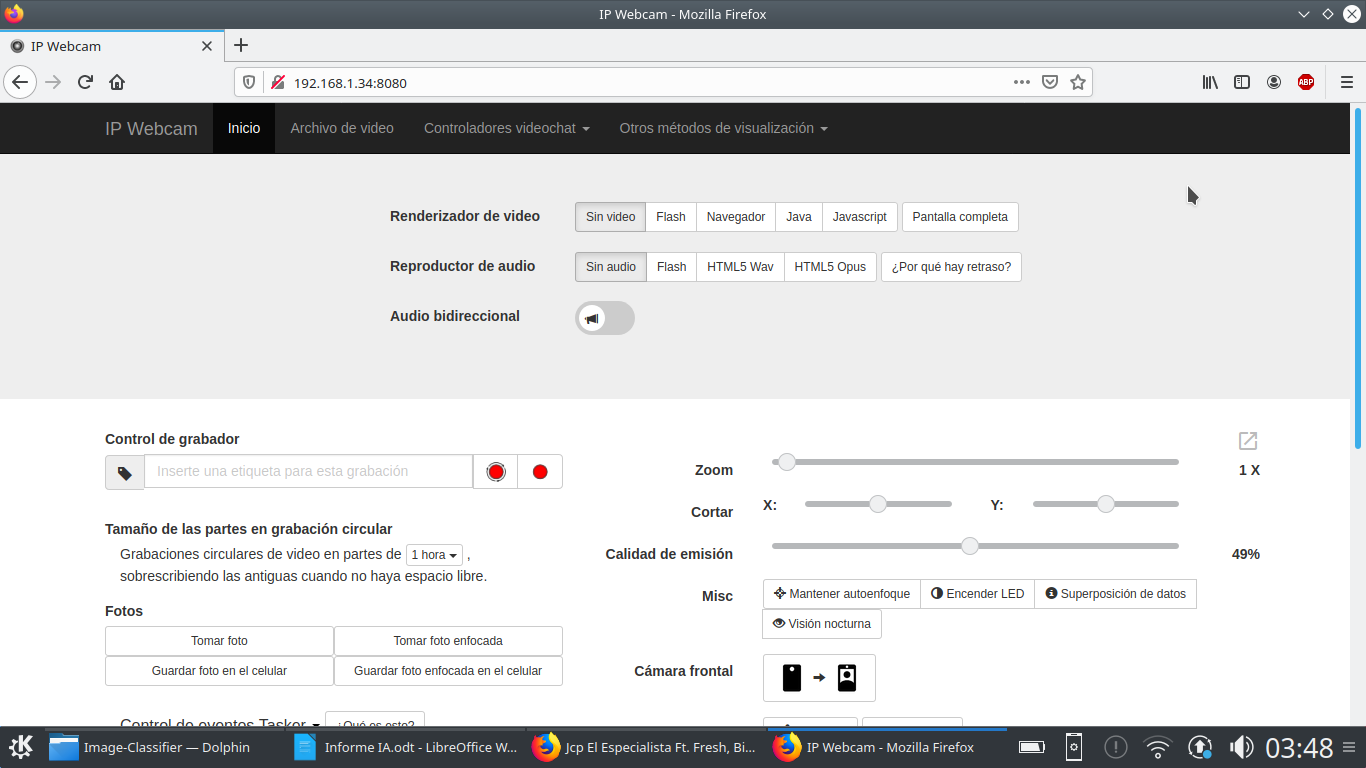 IP Webcam - Mozilla Firefox
IP Webcam
192.168.1.34:8080
ABP
IP Webcam Inicio Archivo de video Controladores videochat Otros métodos de visualización
Renderizador de video Sin video Flash Navegador Java Javascript Pantalla completa
Reproductor de audio Sin audio Flash HTML5 Wav HTML5 Opus ¿Por qué hay retraso?
Audio bidireccional
Control de grabador
Inserte una etiqueta para esta grabación
Tamaño de las partes en grabación circular
Grabaciones circulares de video en partes de 1 hora ,
sobrescribiendo las antiguas cuando no haya espacio libre.
Fotos
Tomar foto Tomar foto enfocada
Guardar foto en el celular Guardar foto enfocada en el celular
Control de eventos Tasker ¿Qué es esto?
Zoom 1 X
Cortar X: Y:
Calidad de emisión 49%
Misc Mantener autoenfoque Encender LED Superposición de datos
Visión nocturna
Cámara frontal
Image-Classifier — Dolphin Informe IA.odt - LibreOffice W... Jcp El Especialista Ft. Fresh, Bi... IP Webcam - Mozilla Firefox 03:48